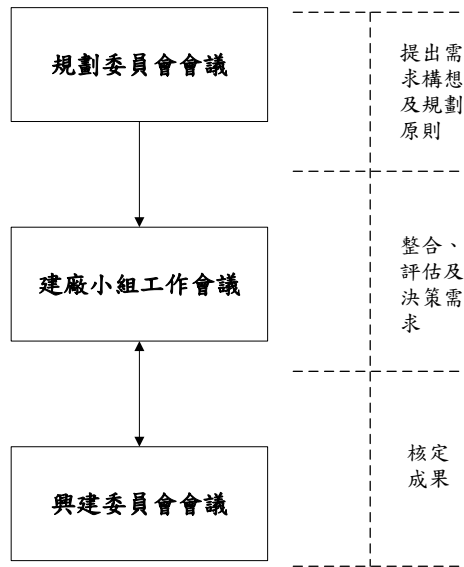 規劃委員會會議
提出需
求構想
及規劃
原則
建廠小組工作會議
整合、
評估及
決策需
求
興建委員會會議
核定
成果